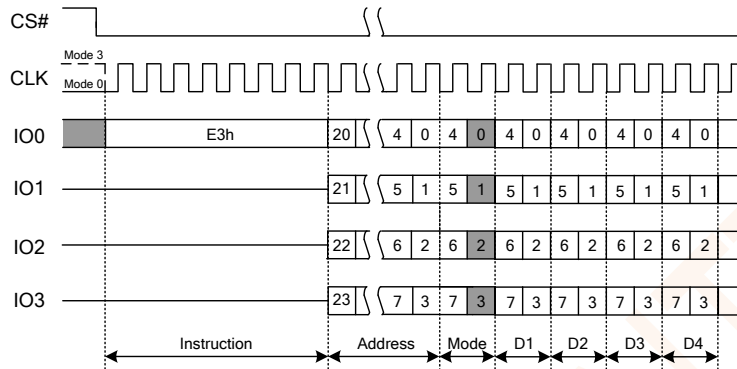 CS#
Mode 3
CLK
Mode 0
IO0 E3h 20 4 0 4 0 4 0 4 0 4 0 4 0
IO1 21 5 1 5 1 5 1 5 1 5 1 5 1
IO2 22 6 2 6 2 6 2 6 2 6 2 6 2
IO3 23 7 3 7 3 7 3 7 3 7 3 7 3
Instruction Address Mode D1 D2 D3 D4